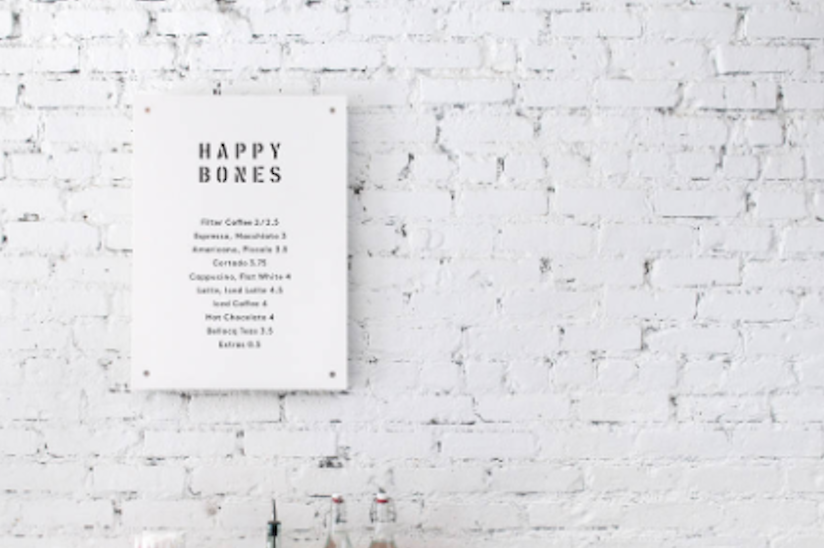 HAPPY
BONES
Filter Coffee 2/2.5
Espresso, Macchiato 3
Americano, Piccolo 3.5
Cortado 3.75
Cappucino, Flat White 4
Latte, Iced Latte 4.5
Iced Coffee 4
Hot Chocolate 4
Bellocq Teas 3.5
Extras 0.5